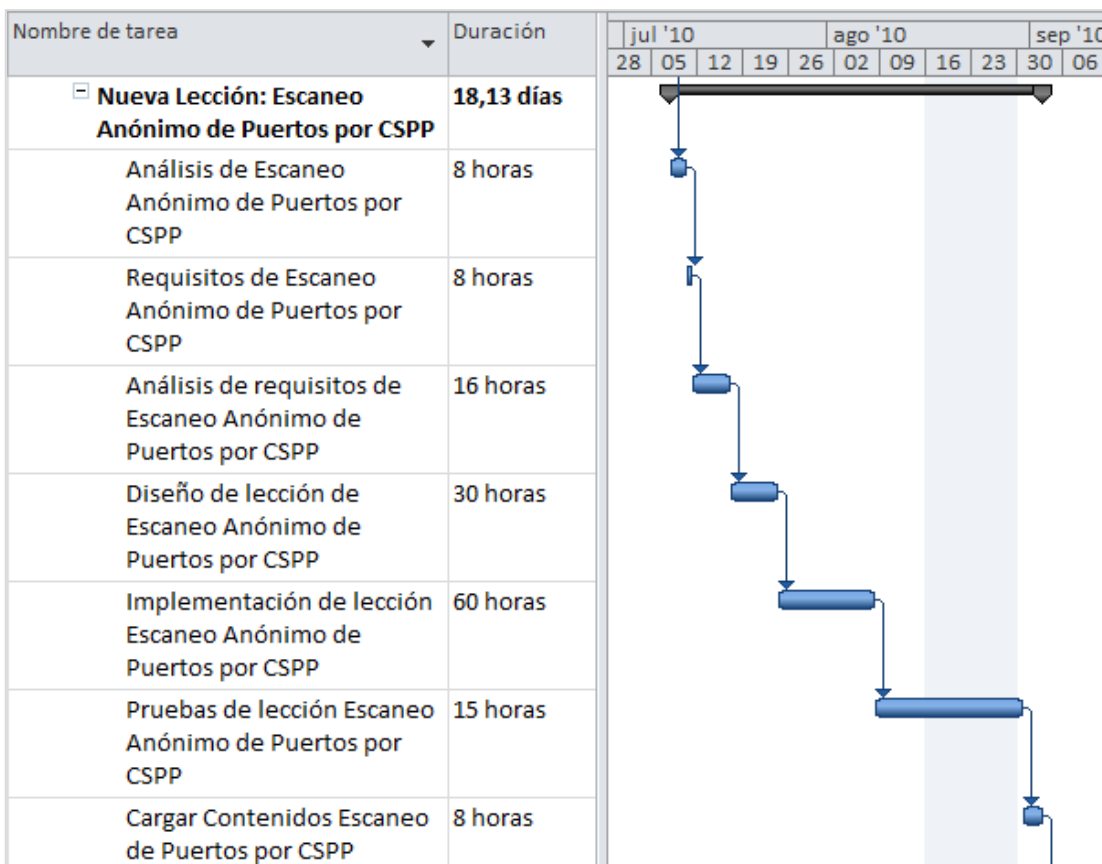 Nombre de tarea Duración jul '10 ago '10 sep '10
28 05 12 19 26 02 09 16 23 30 06
Nueva Lección: Escaneo 18,13 días
Anónimo de Puertos por CSPP
Análisis de Escaneo 8 horas
Anónimo de Puertos por
CSPP
Requisitos de Escaneo 8 horas
Anónimo de Puertos por
CSPP
Análisis de requisitos de 16 horas
Escaneo Anónimo de
Puertos por CSPP
Diseño de lección de 30 horas
Escaneo Anónimo de
Puertos por CSPP
Implementación de lección 60 horas
Escaneo Anónimo de
Puertos por CSPP
Pruebas de lección Escaneo 15 horas
Anónimo de Puertos por
CSPP
Cargar Contenidos Escaneo 8 horas
de Puertos por CSPP